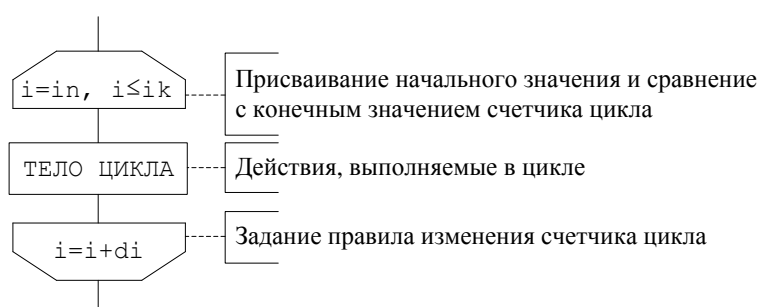 i=in, i≤ik
Присваивание начального значения и сравнение
с конечным значением счетчика цикла
ТЕЛО ЦИКЛА
Действия, выполняемые в цикле
i=i+di
Задание правила изменения счетчика цикла